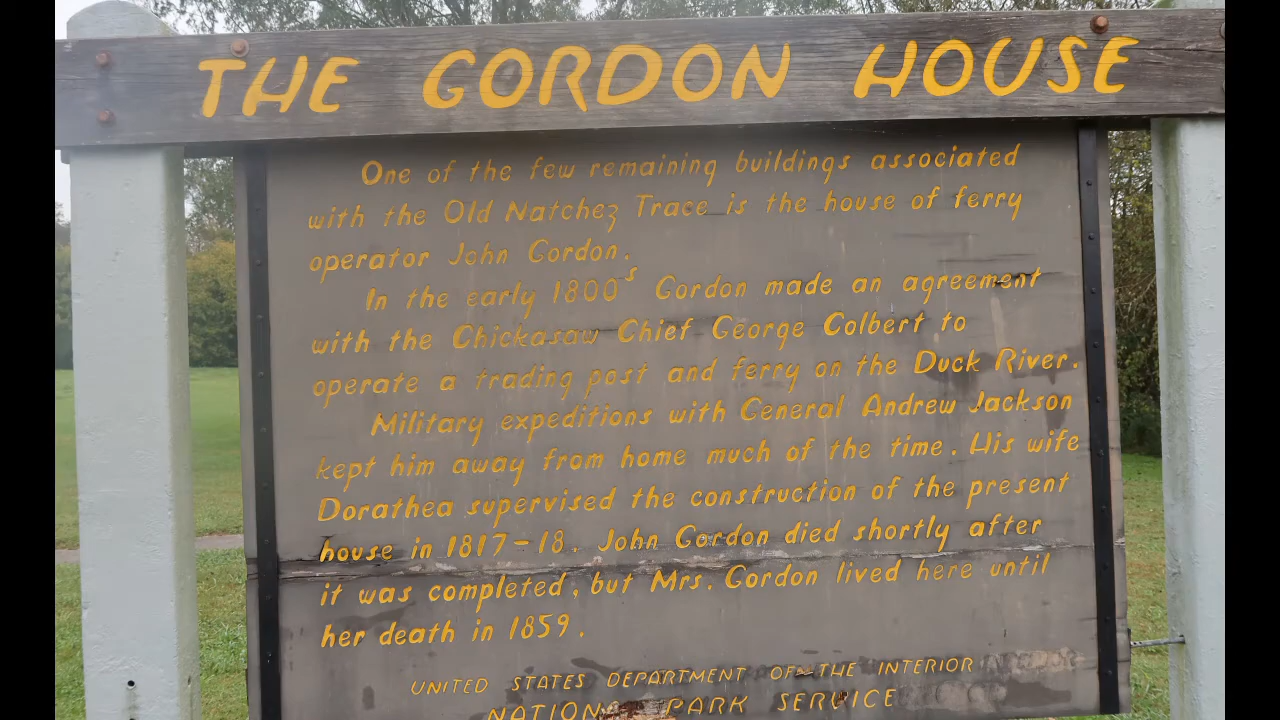 THE GORDON HOUSE
One of the few remaining buildings associated
with the Old Natchez Trace is the house of ferry
operator John Gordon.
In the early 1800s Gordon made an agreement
with the Chickasaw Chief George Colbert to
operate a trading post and ferry on the Duck River.
Military expeditions with General Andrew Jackson
kept him away from home much of the time. His wife
Dorathea supervised the construction of the present
house in 1817-18. John Gordon died shortly after
it was completed, but Mrs. Gordon lived here until
her death in 1859.
UNITED STATES DEPARTMENT OF THE INTERIOR
PARK SERVICE